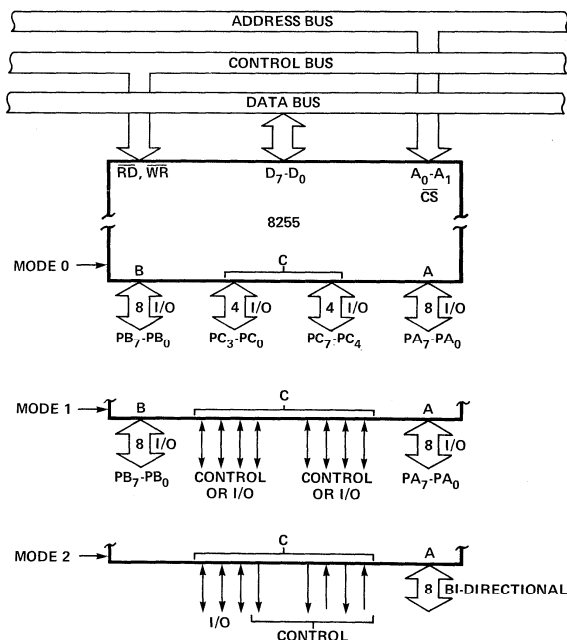 ADDRESS BUS
CONTROL BUS
DATA BUS
RD, WR D7-D0 A0-A1
CS
8255
MODE 0 B C A
8 I/O 4 I/O 4 I/O 8 I/O
PB7-PB0 PC3-PC0 PC7-PC4 PA7-PA0
MODE 1 B C A
8 I/O 8 I/O
PB7-PB0 CONTROL OR I/O CONTROL OR I/O PA7-PA0
MODE 2 C A
8 BI-DIRECTIONAL
I/O
CONTROL